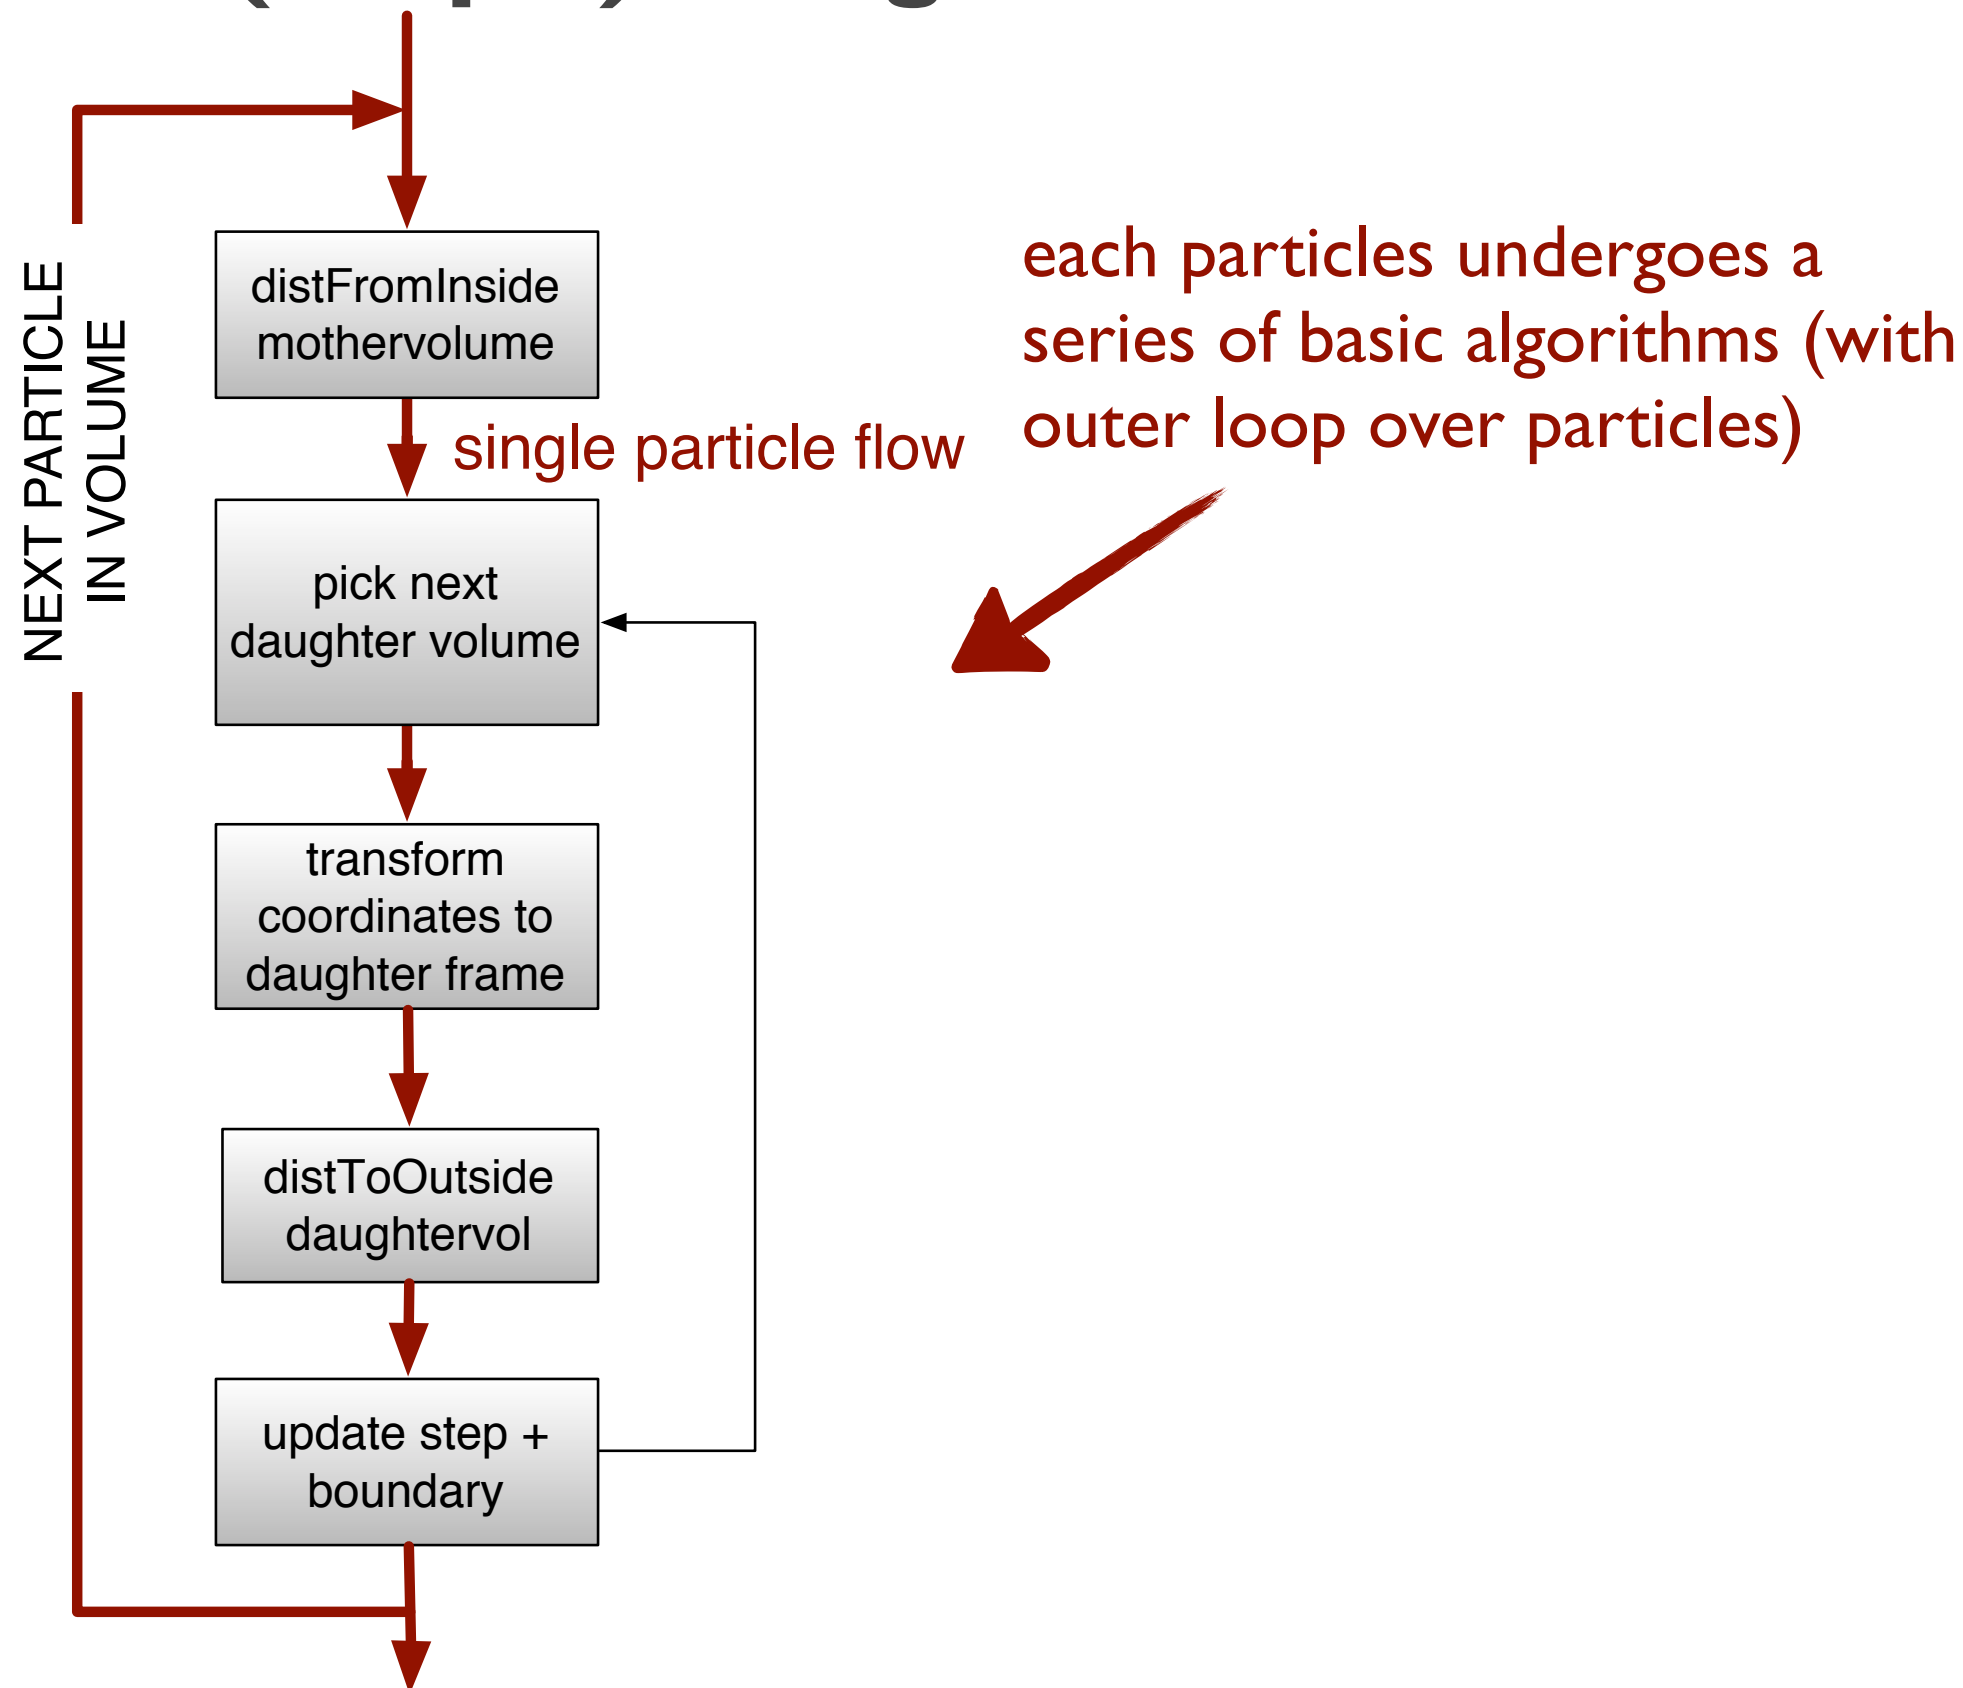 distFromInside
mothervolume
NEXT PARTICLE
IN VOLUME
each particles undergoes a
series of basic algorithms (with
outer loop over particles)
single particle flow
pick next
daughter volume
transform
coordinates to
daughter frame
distToOutside
daughtervol
update step +
boundary